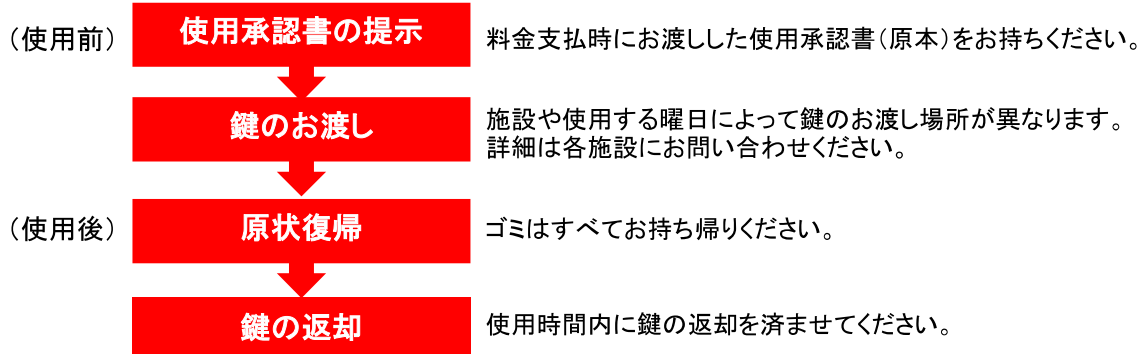 （使用前）
使用承認書の提示
料金支払時にお渡しした使用承認書（原本）をお持ちください。
鍵のお渡し
施設や使用する曜日によって鍵のお渡し場所が異なります。
詳細は各施設にお問い合わせください。
（使用後）
原状復帰
ゴミはすべてお持ち帰りください。
鍵の返却
使用時間内に鍵の返却を済ませてください。